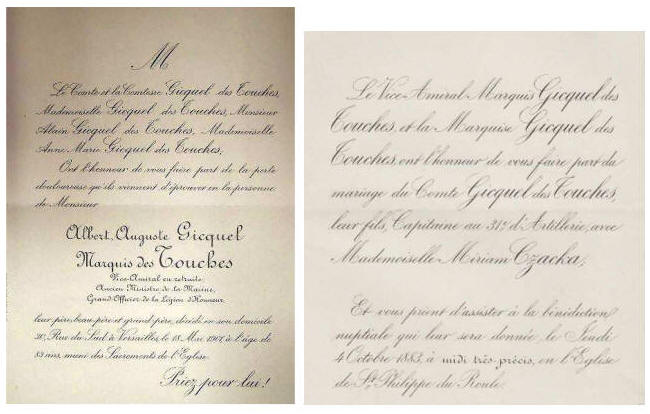 M
Le Comte et la Comtesse Gicquel des Touches,
Mademoiselle Gicquel des Touches, Monsieur
Alain Gicquel des Touches, Mademoiselle
Anne Marie Gicquel des Touches,
Ont l'honneur de vous faire part de la perte
douloureuse qu'ils viennent d'éprouver en la personne
de Monsieur
Albert, Auguste Gicquel
Marquis des Touches
Vice-Amiral en retraite
Ancien Ministre de la Marine,
Grand Officier de la Légion d'Honneur,
leur père, beau-père et grand père, décédé en son domicile
20, Rue du Sud à Versailles, le 18 Mai 1901, à l'âge de
83 ans, muni des Sacrements de l'Eglise.
Priez pour lui!
Le Vice-Amiral Marquis Gicquel des
Touches, et la Marquise Gicquel des
Touches, ont l'honneur de vous faire part du
mariage du Comte Gicquel des Touches,
leur fils, Capitaine au 31e d'Artillerie, avec
Mademoiselle Miriam Czacka,
Et vous prient d'assister à la bénédiction
nuptiale qui leur sera donnée, le Jeudi
4 Octobre 1883, à midi très-précis, en l'Eglise
de St Philippe du Roule.